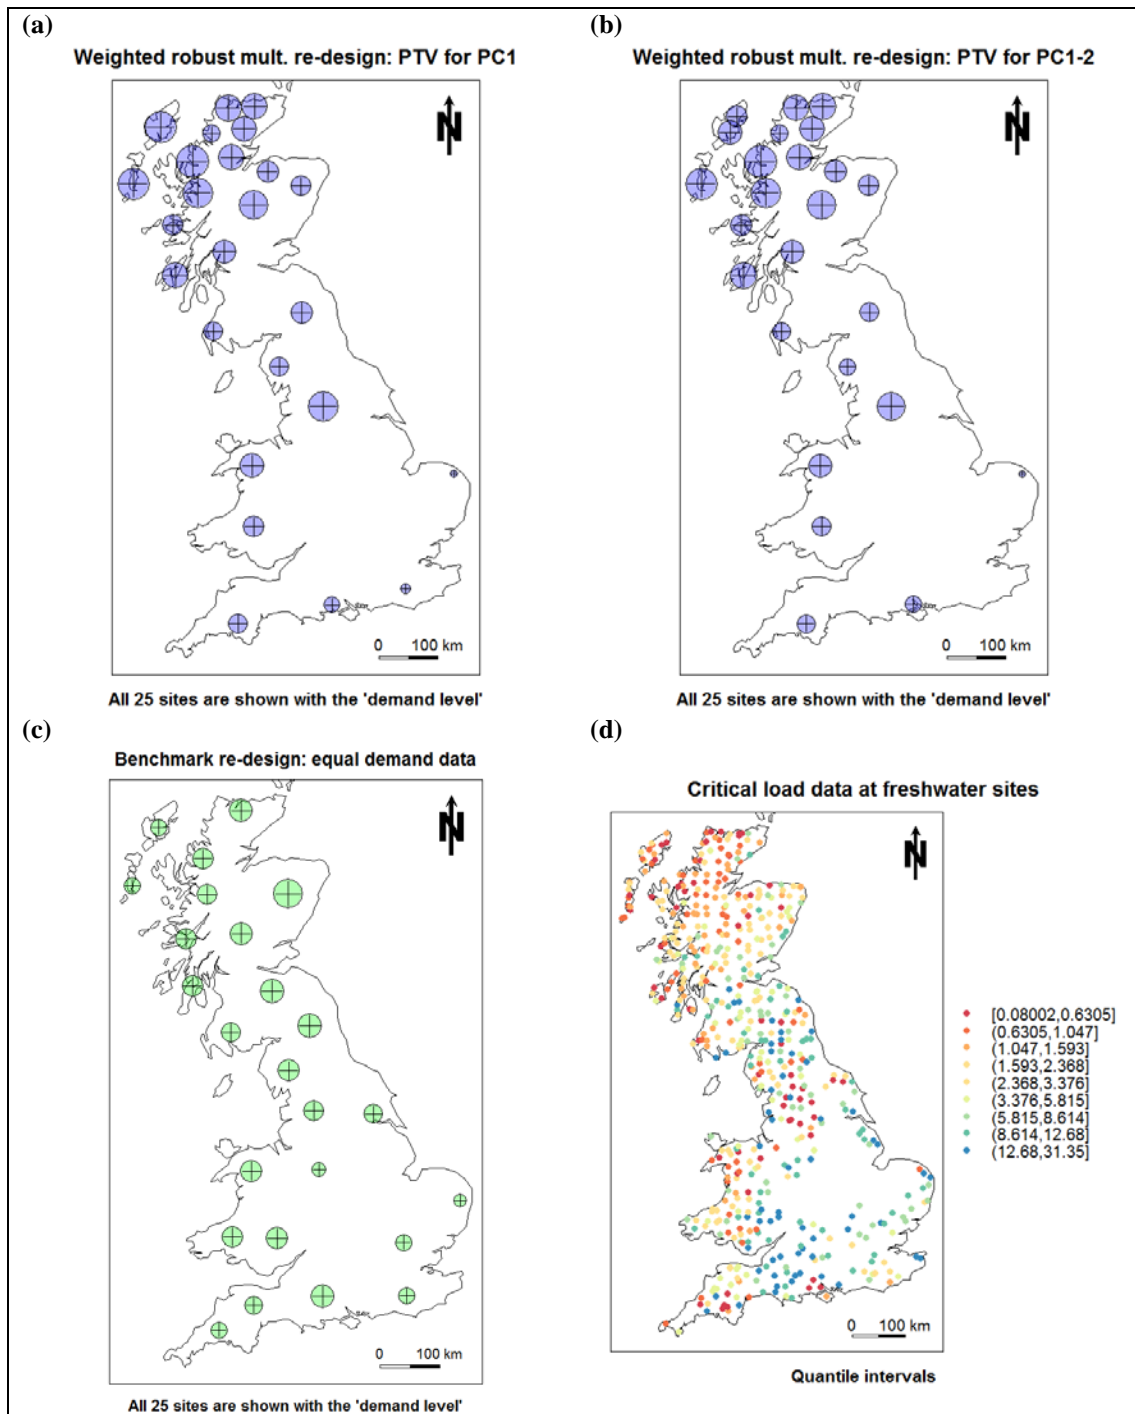 (a)
Weighted robust mult. re-design: PTV for PC1
N
0 100 km
All 25 sites are shown with the 'demand level'
(b)
Weighted robust mult. re-design: PTV for PC1-2
N
0 100 km
All 25 sites are shown with the 'demand level'
(c)
Benchmark re-design: equal demand data
N
0 100 km
All 25 sites are shown with the 'demand level'
(d)
Critical load data at freshwater sites
N
[0.08002,0.6305]
(0.6305,1.047]
(1.047,1.593]
(1.593,2.368]
(2.368,3.376]
(3.376,5.815]
(5.815,8.614]
(8.614,12.68]
(12.68,31.35]
0 100 km
Quantile intervals